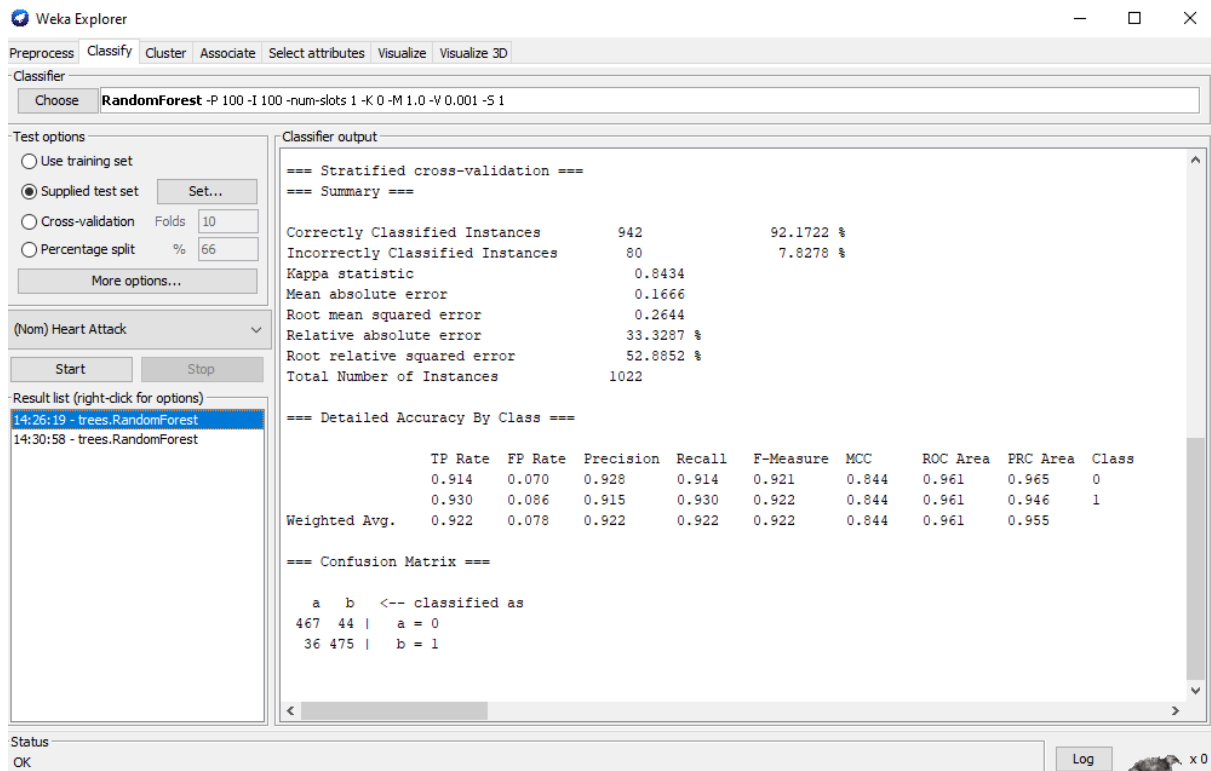 Weka Explorer
Preprocess Classify Cluster Associate Select attributes Visualize Visualize 3D
Classifier
Choose RandomForest -P 100 -I 100 -num-slots 1 -K 0 -M 1.0 -V 0.001 -S 1
Test options
Use training set
Supplied test set Set...
Cross-validation Folds 10
Percentage split % 66
More options...
(Nom) Heart Attack
Start Stop
Result list (right-click for options)
14:26:19 - trees.RandomForest
14:30:58 - trees.RandomForest
Classifier output
=== Stratified cross-validation ===
=== Summary ===
Correctly Classified Instances 942 92.1722 %
Incorrectly Classified Instances 80 7.8278 %
Kappa statistic 0.8434
Mean absolute error 0.1666
Root mean squared error 0.2644
Relative absolute error 33.3287 %
Root relative squared error 52.8852 %
Total Number of Instances 1022
=== Detailed Accuracy By Class ===
TP Rate FP Rate Precision Recall F-Measure MCC ROC Area PRC Area Class
0.914 0.070 0.928 0.914 0.921 0.844 0.961 0.965 0
0.930 0.086 0.915 0.930 0.922 0.844 0.961 0.946 1
Weighted Avg. 0.922 0.078 0.922 0.922 0.922 0.844 0.961 0.955
=== Confusion Matrix ===
a b <-- classified as
467 44 | a = 0
36 475 | b = 1
Status
OK
Log
x 0